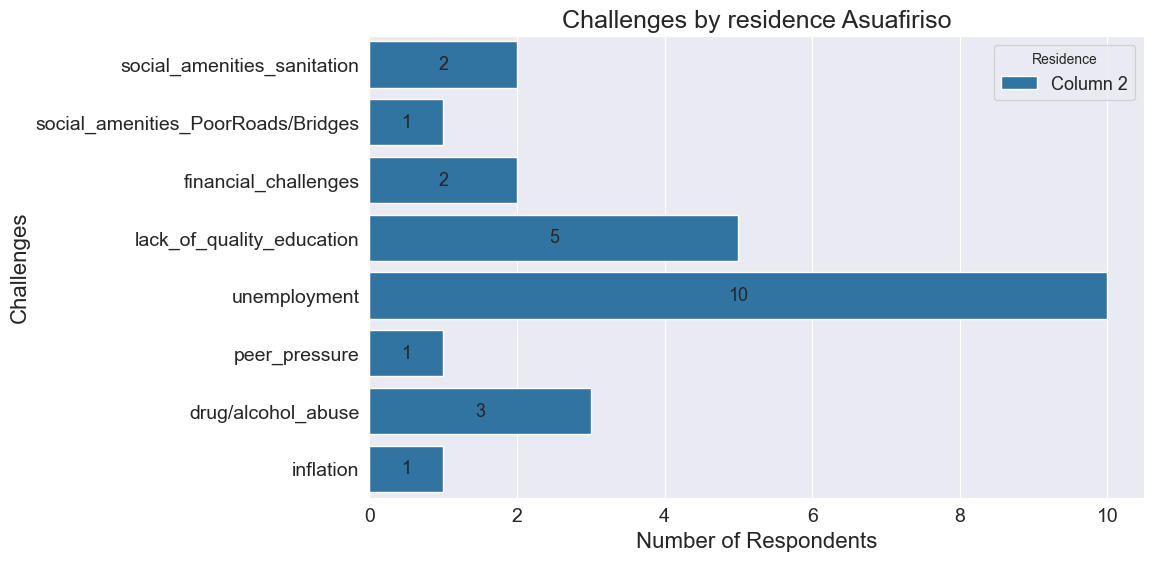 Challenges by residence Asuafiriso
Residence
Column 2
Challenges
social_amenities_sanitation
2
social_amenities_PoorRoads/Bridges
1
financial_challenges
2
lack_of_quality_education
5
unemployment
10
peer_pressure
1
drug/alcohol_abuse
3
inflation
1
0 2 4 6 8 10
Number of Respondents